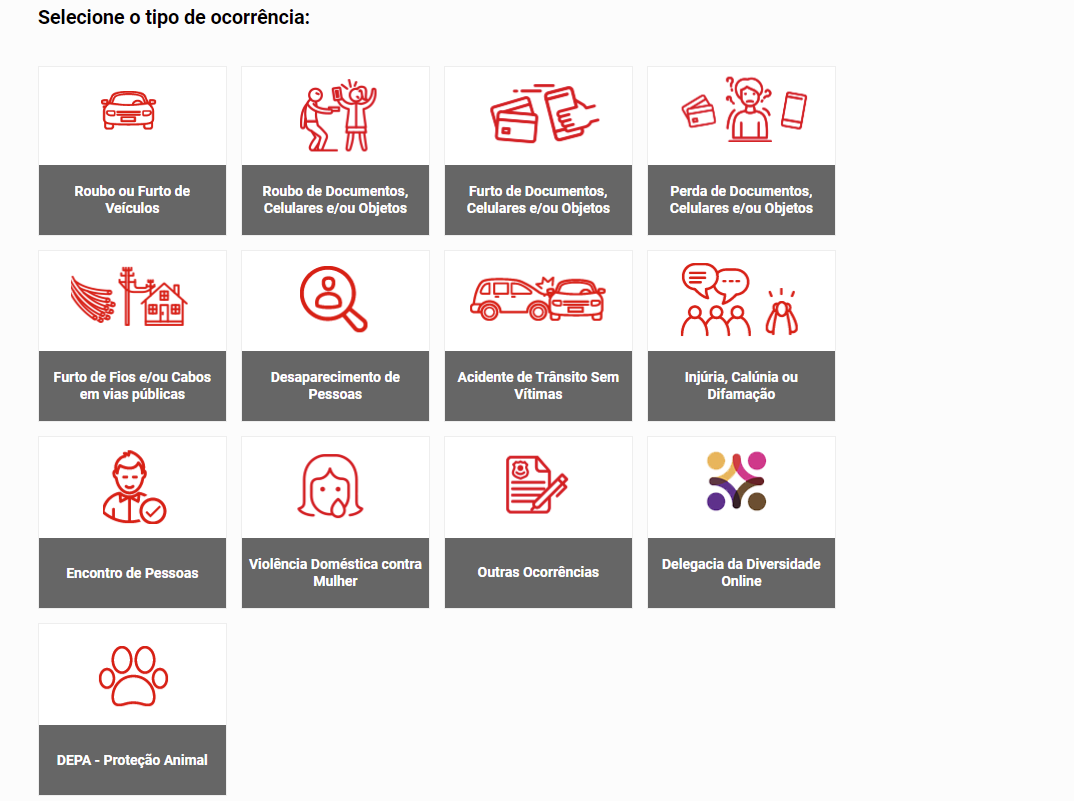 Selecione o tipo de ocorrência:
Roubo ou Furto de
Veículos
Roubo de Documentos,
Celulares e/ou Objetos
Furto de Documentos,
Celulares e/ou Objetos
Perda de Documentos,
Celulares e/ou Objetos
Furto de Fios e/ou Cabos
em vias públicas
Desaparecimento de
Pessoas
Acidente de Trânsito Sem
Vítimas
Injúria, Calúnia ou
Difamação
Encontro de Pessoas
Violência Doméstica contra
Mulher
Outras Ocorrências
Delegacia da Diversidade
Online
DEPA - Proteção Animal